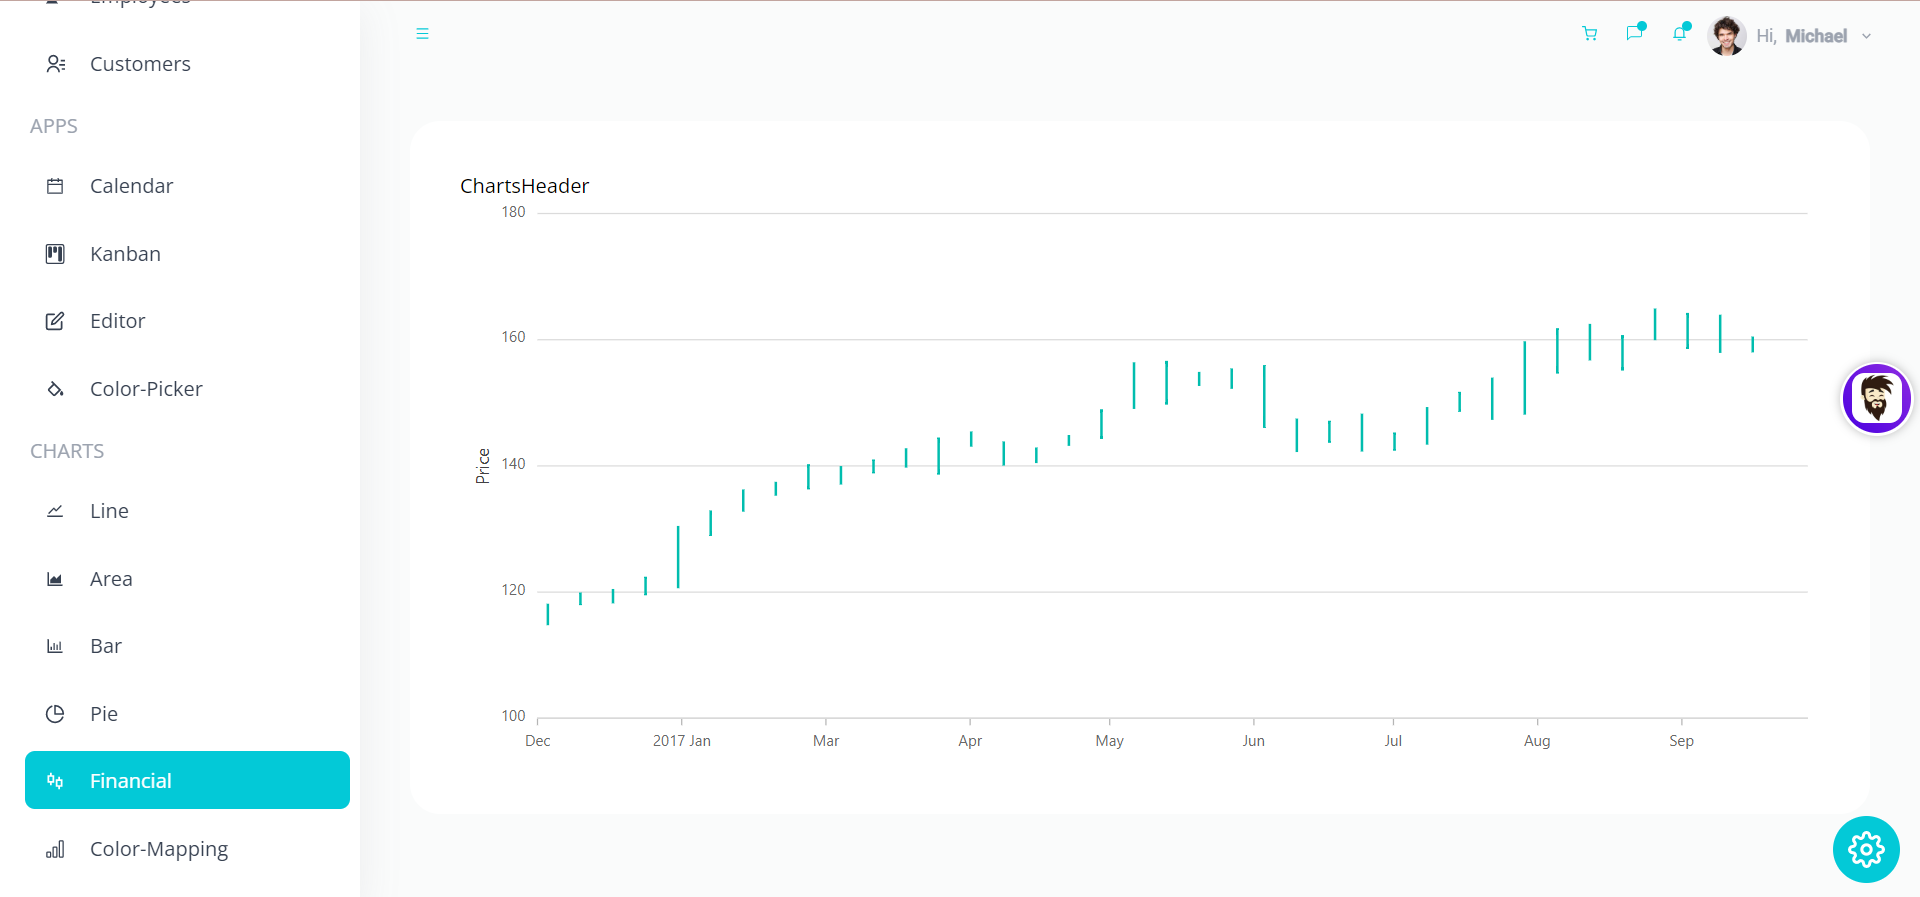 Employees
Customers
APPS
Calendar
Kanban
Editor
Color-Picker
CHARTS
Line
Area
Bar
Pie
Financial
Color-Mapping
Hi, Michael
ChartsHeader
180
160
140
120
100
Price
Dec 2017 Jan Mar Apr May Jun Jul Aug Sep